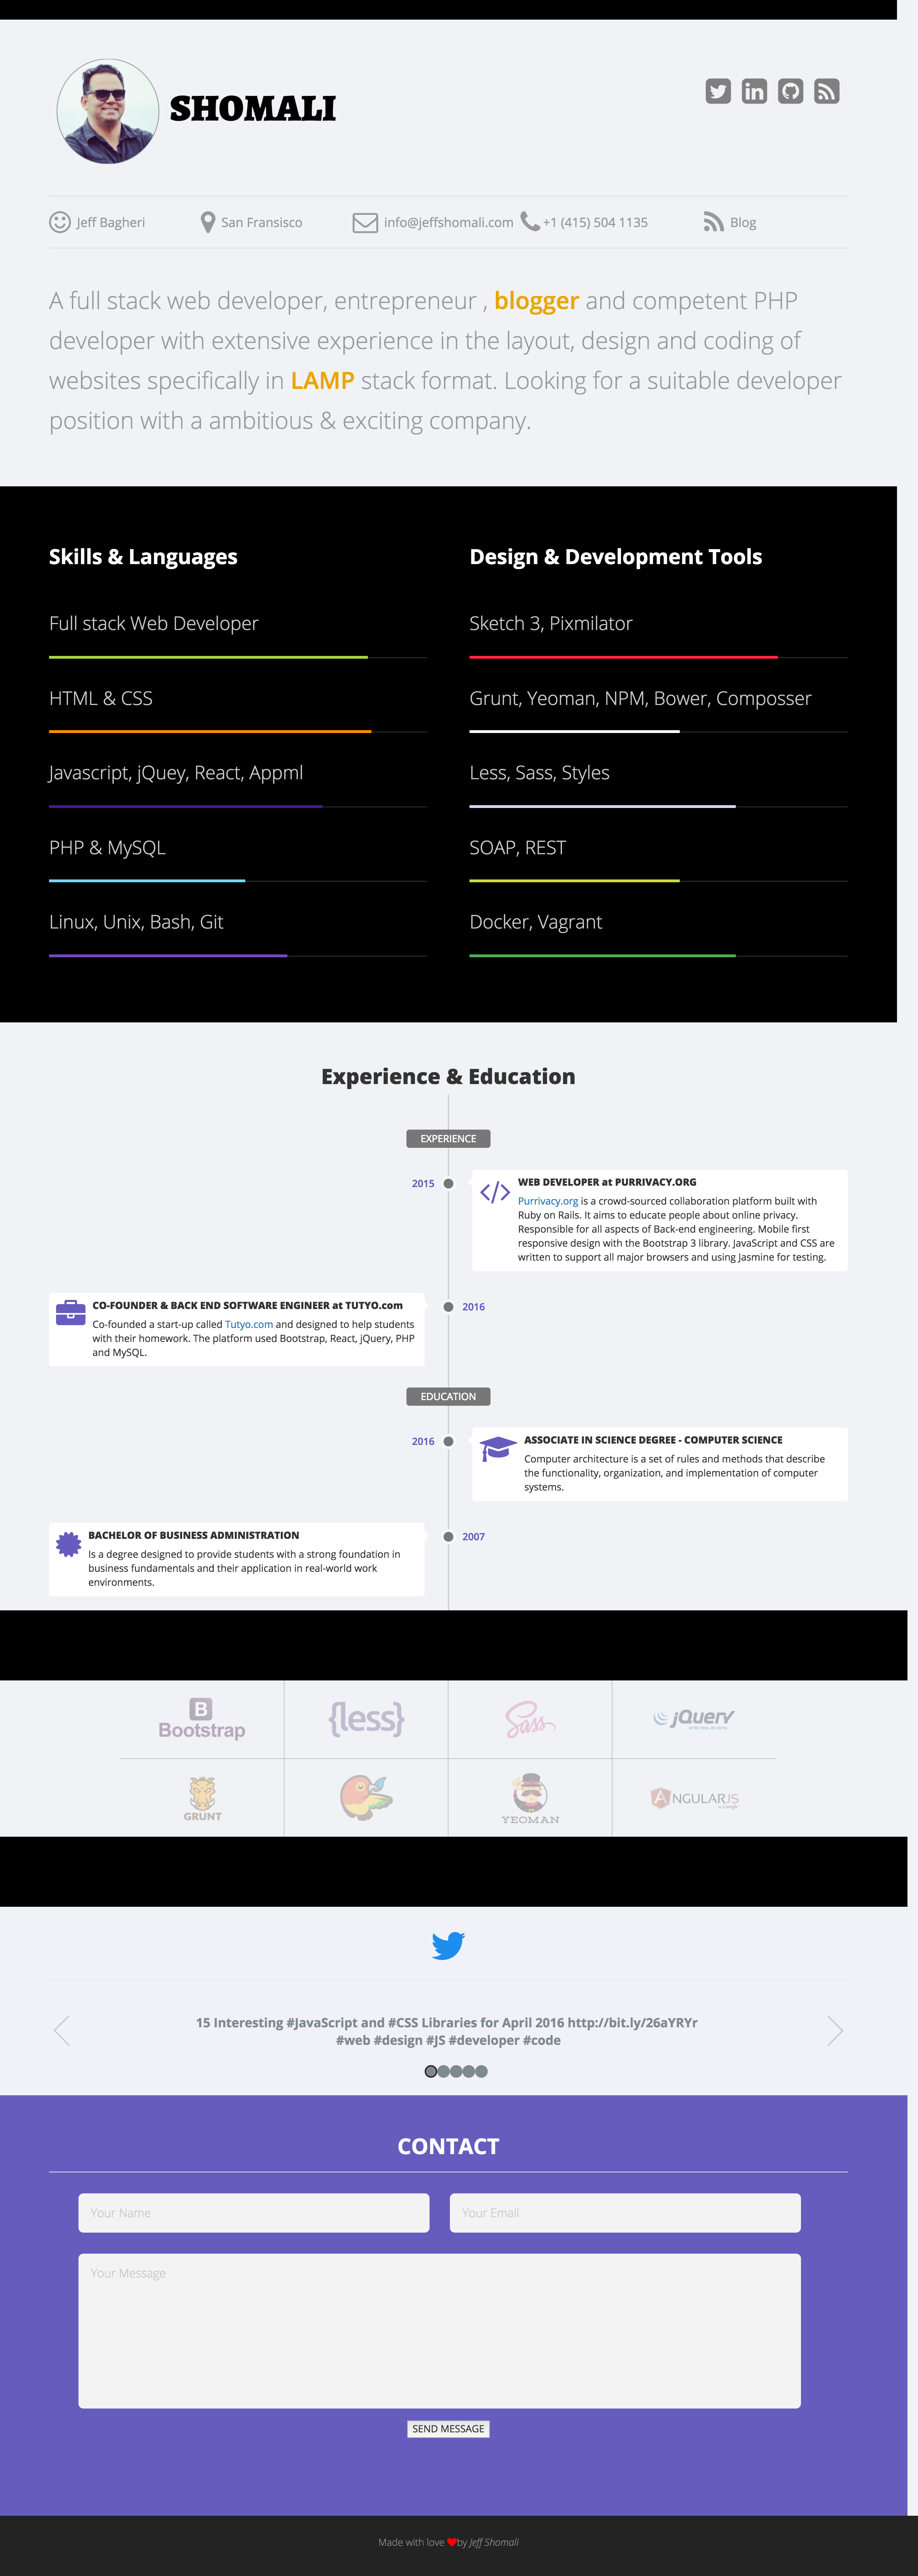 SHOMALI
Jeff Bagheri
San Fransisco
info@jeffshomali.com
+1 (415) 504 1135
Blog
A full stack web developer, entrepreneur , blogger and competent PHP
developer with extensive experience in the layout, design and coding of
websites specifically in LAMP stack format. Looking for a suitable developer
position with a ambitious & exciting company.
Skills & Languages
Full stack Web Developer
HTML & CSS
Javascript, jQuey, React, Appml
PHP & MySQL
Linux, Unix, Bash, Git
Design & Development Tools
Sketch 3, Pixmilator
Grunt, Yeoman, NPM, Bower, Composser
Less, Sass, Styles
SOAP, REST
Docker, Vagrant
Experience & Education
EXPERIENCE
2015
WEB DEVELOPER at PURRIVACY.ORG
Purrivacy.org is a crowd-sourced collaboration platform built with
Ruby on Rails. It aims to educate people about online privacy.
Responsible for all aspects of Back-end engineering. Mobile first
responsive design with the Bootstrap 3 library. JavaScript and CSS are
written to support all major browsers and using Jasmine for testing.
CO-FOUNDER & BACK END SOFTWARE ENGINEER at TUTYO.com
Co-founded a start-up called Tutyo.com and designed to help students
with their homework. The platform used Bootstrap, React, jQuery, PHP
and MySQL.
2016
EDUCATION
2016
ASSOCIATE IN SCIENCE DEGREE - COMPUTER SCIENCE
Computer architecture is a set of rules and methods that describe
the functionality, organization, and implementation of computer
systems.
BACHELOR OF BUSINESS ADMINISTRATION
Is a degree designed to provide students with a strong foundation in
business fundamentals and their application in real-world work
environments.
2007
B
Bootstrap
{less}
Sass
jQuery
write less, do more.
GRUNT
YEOMAN
ANGULARJS
by Google
15 Interesting #JavaScript and #CSS Libraries for April 2016 http://bit.ly/26aYRYr
#web #design #JS #developer #code
CONTACT
Your Name
Your Email
Your Message
SEND MESSAGE
Made with love by Jeff Shomali